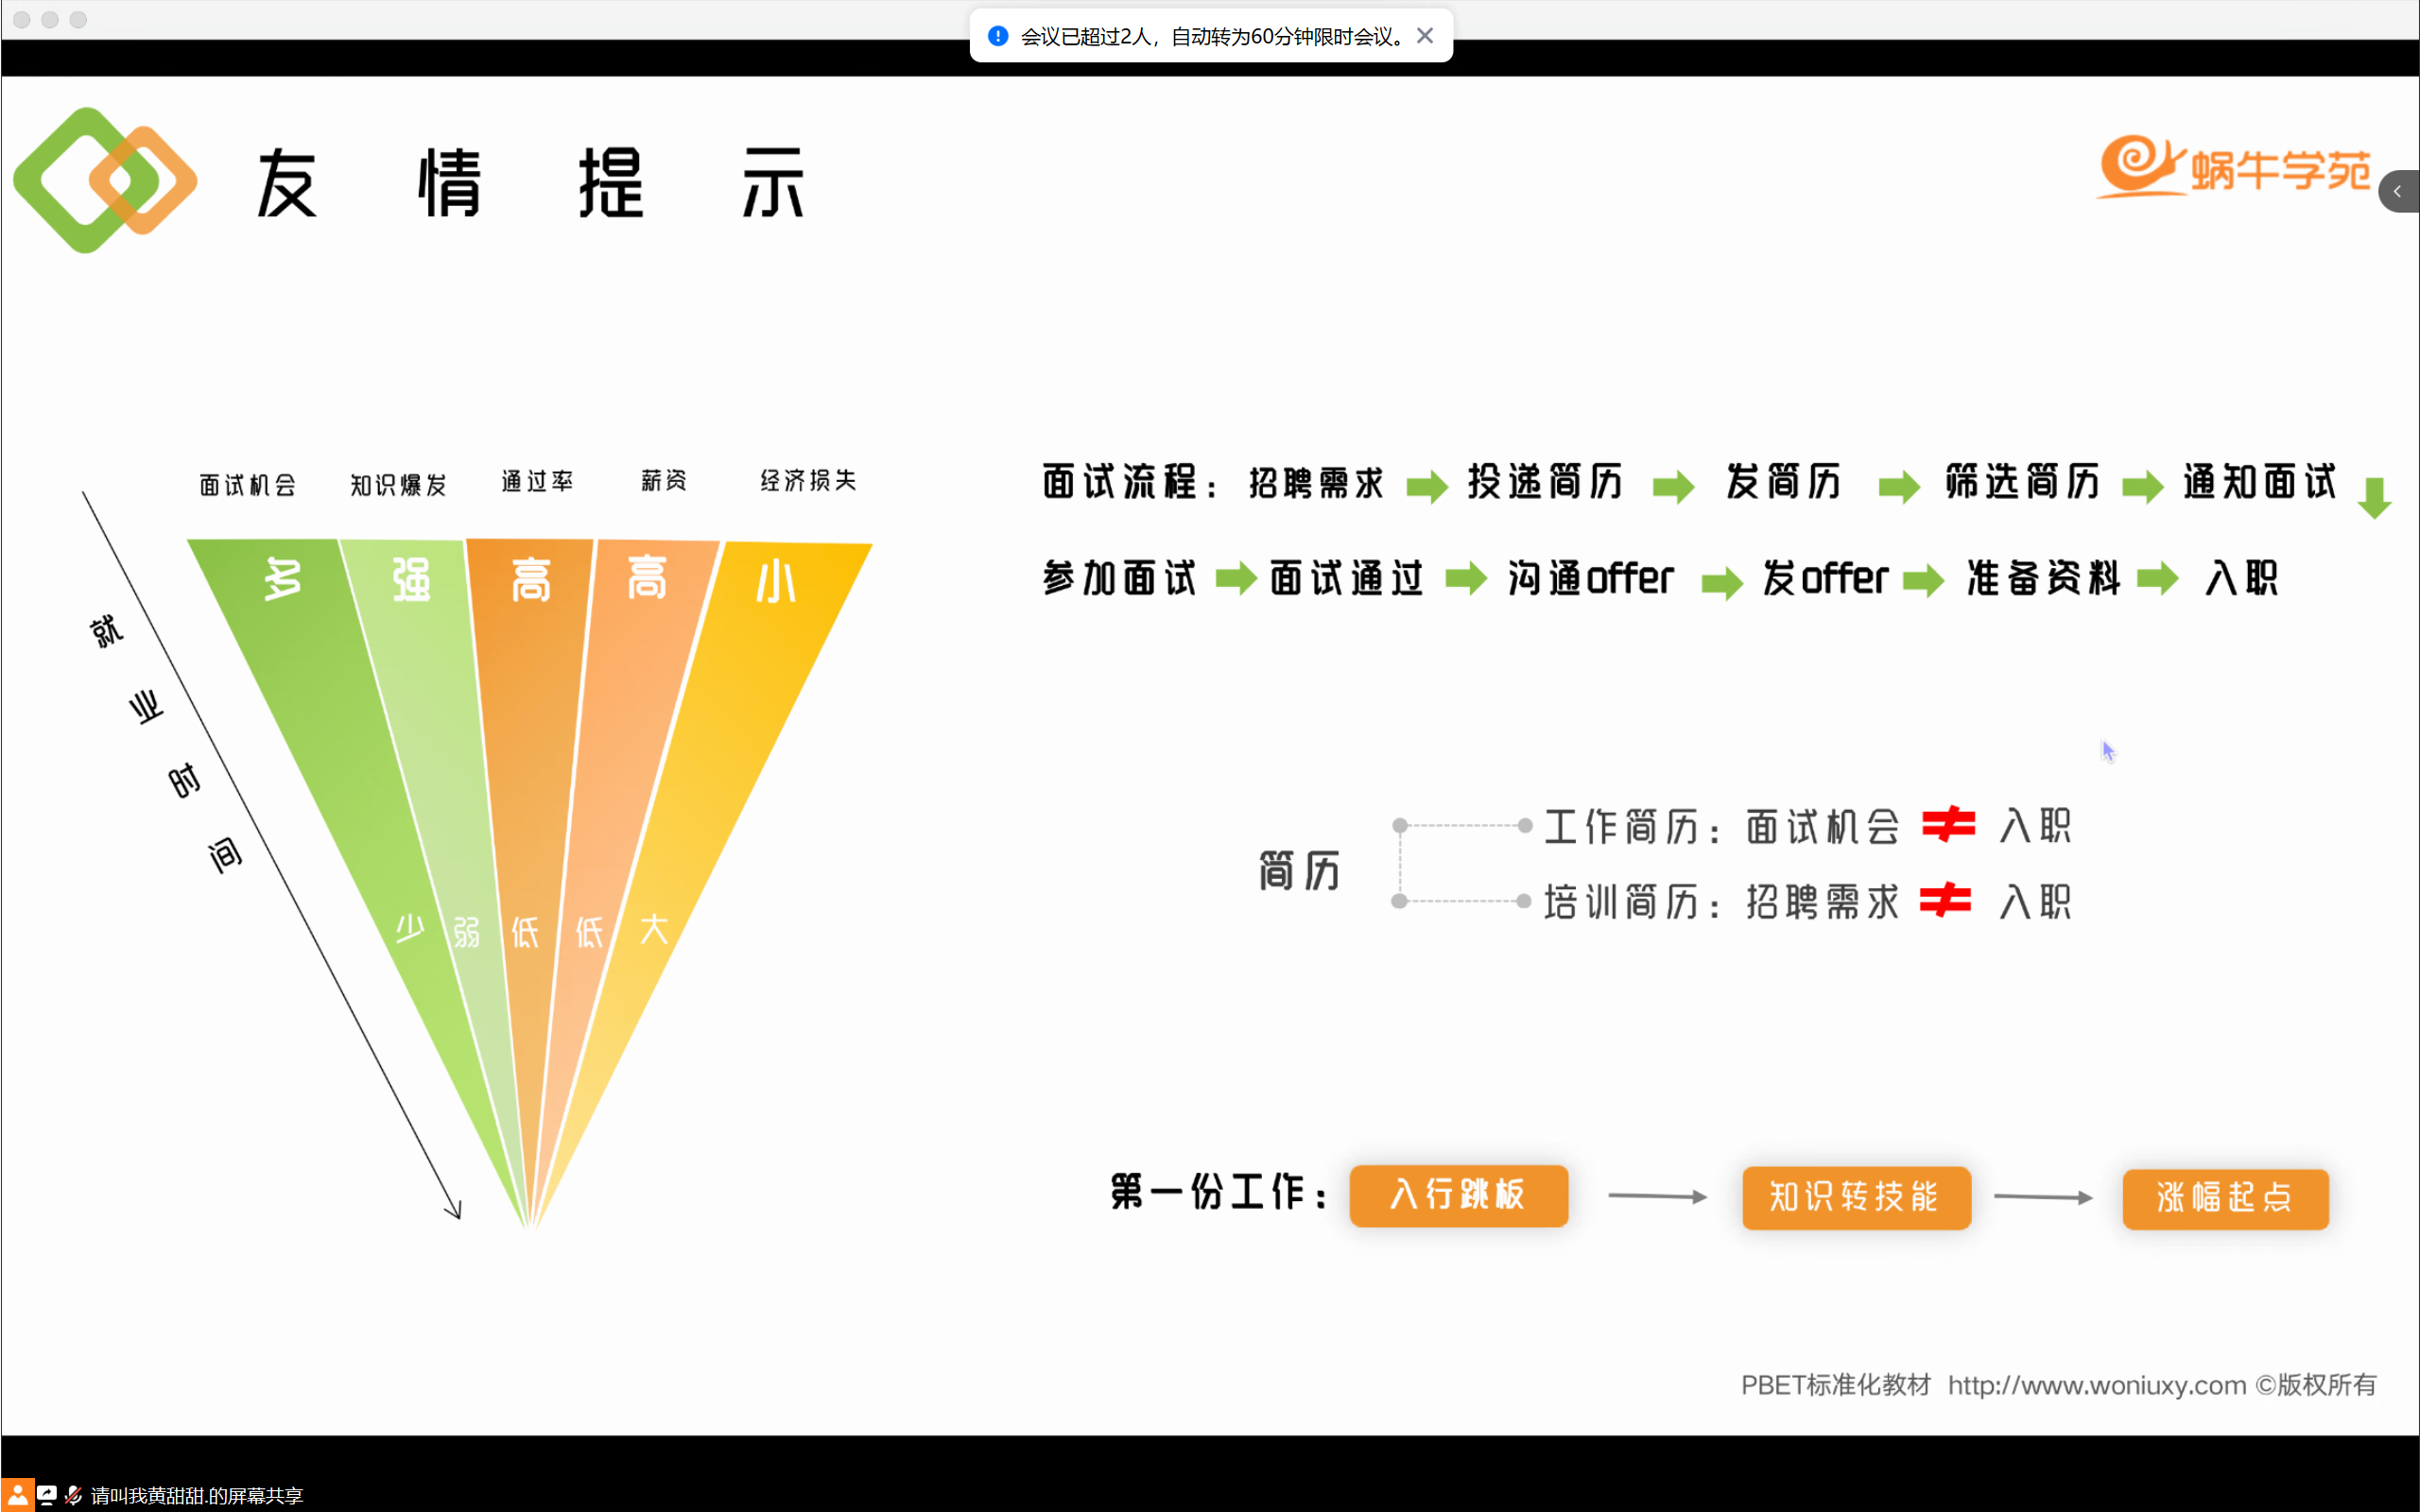 会议已超过2人，自动转为60分钟限时会议。
友情提示
蜗牛学苑
面试机会 知识爆发 通过率 薪资 经济损失
多 强 高 高 小
就业时间
少 弱 低 低 大
面试流程：招聘需求 投递简历 发简历 筛选简历 通知面试
参加面试 面试通过 沟通offer 发offer 准备资料 入职
简历
工作简历：面试机会 ≠ 入职
培训简历：招聘需求 ≠ 入职
第一份工作：入行跳板 知识转技能 涨幅起点
PBET标准化教材 http://www.woniuxy.com ©版权所有
请叫我黄甜甜.的屏幕共享